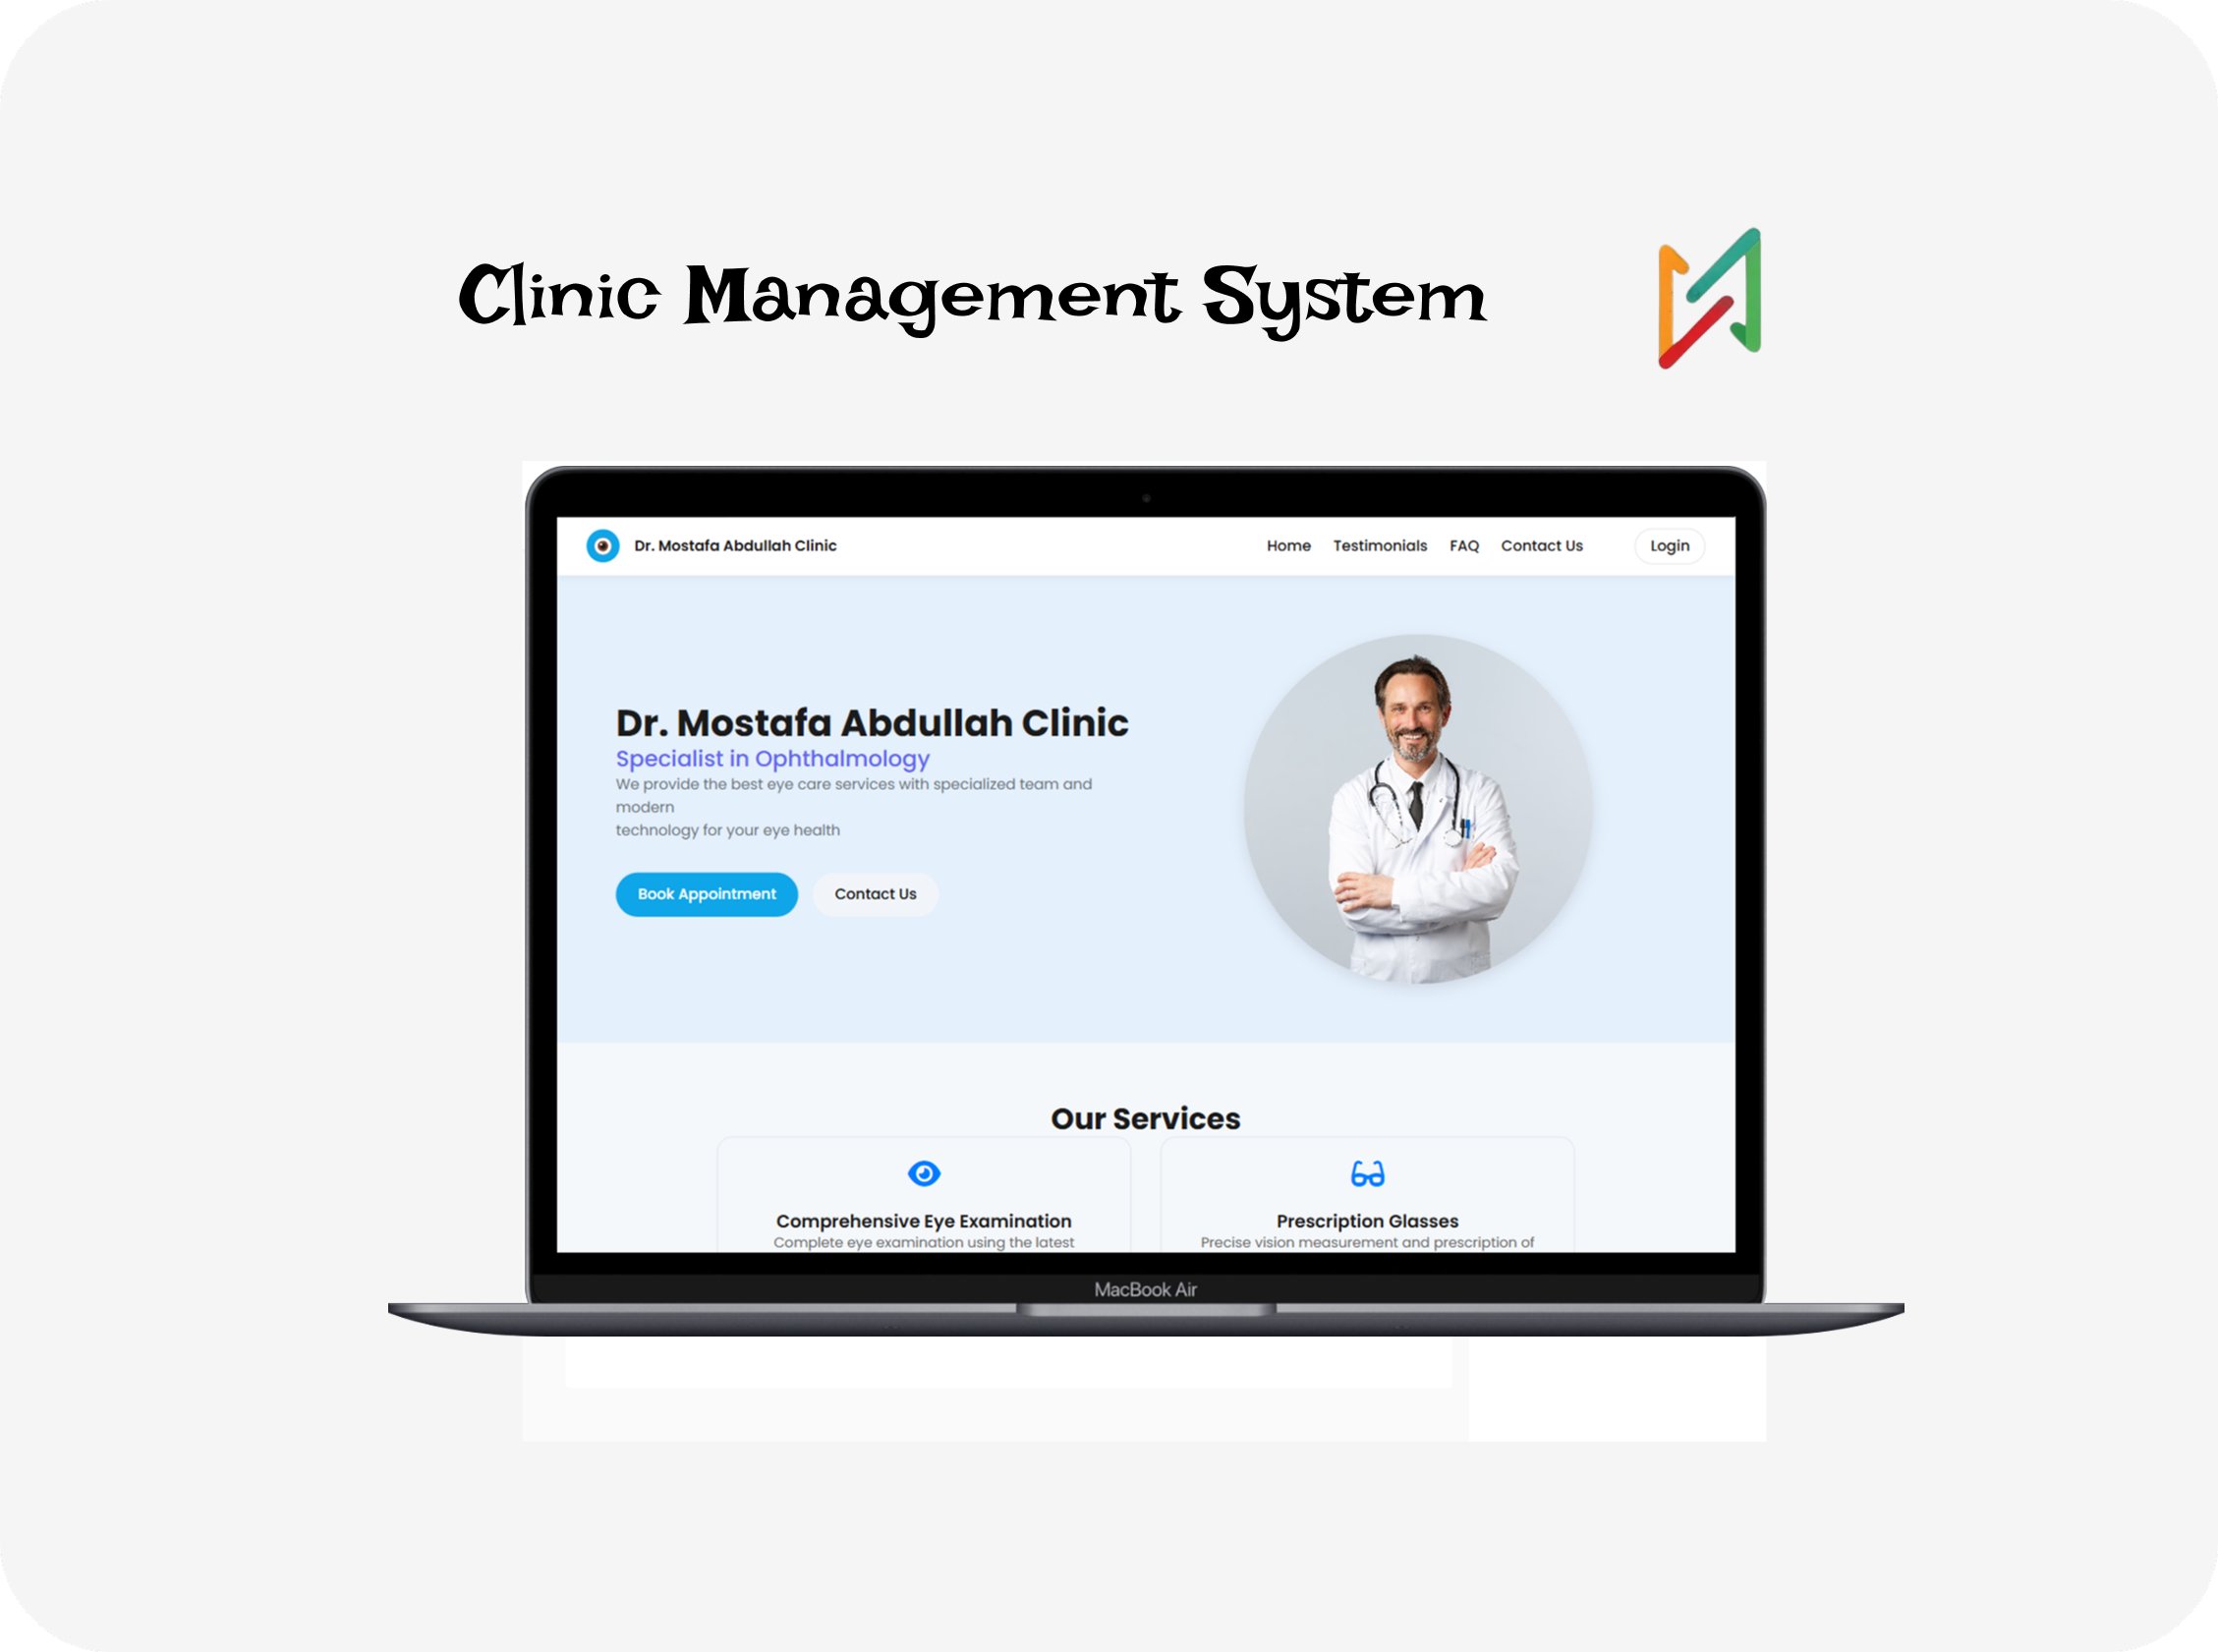 Clinic Management System
Dr. Mostafa Abdullah Clinic
Home Testimonials FAQ Contact Us Login
Dr. Mostafa Abdullah Clinic
Specialist in Ophthalmology
We provide the best eye care services with specialized team and
modern
technology for your eye health
Book Appointment Contact Us
Our Services
Comprehensive Eye Examination
Complete eye examination using the latest
Prescription Glasses
Precise vision measurement and prescription of
MacBook Air